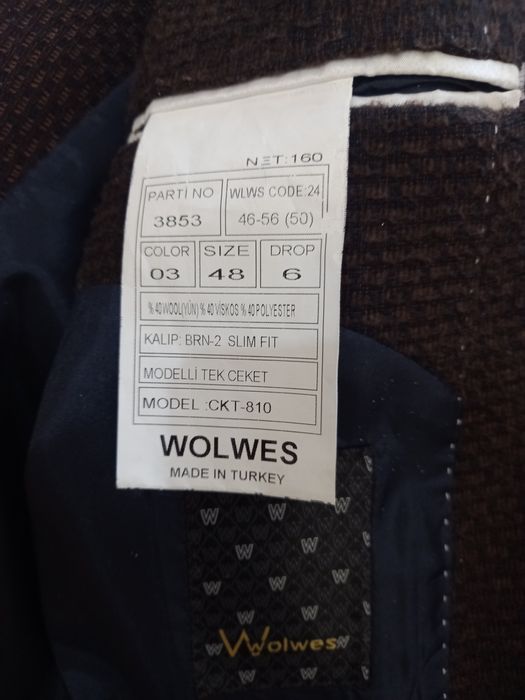 NET:160
PARTI NO WLWS CODE:24
3853 46-56 (50)
COLOR SIZE DROP
03 48 6
% 40 WOOL(YÜN) % 40 VİSKOS % 40 POLYESTER
KALIP: BRN-2 SLIM FIT
MODELLİ TEK CEKET
MODEL :CKT-810
WOLWES
MADE IN TURKEY
Wolwes